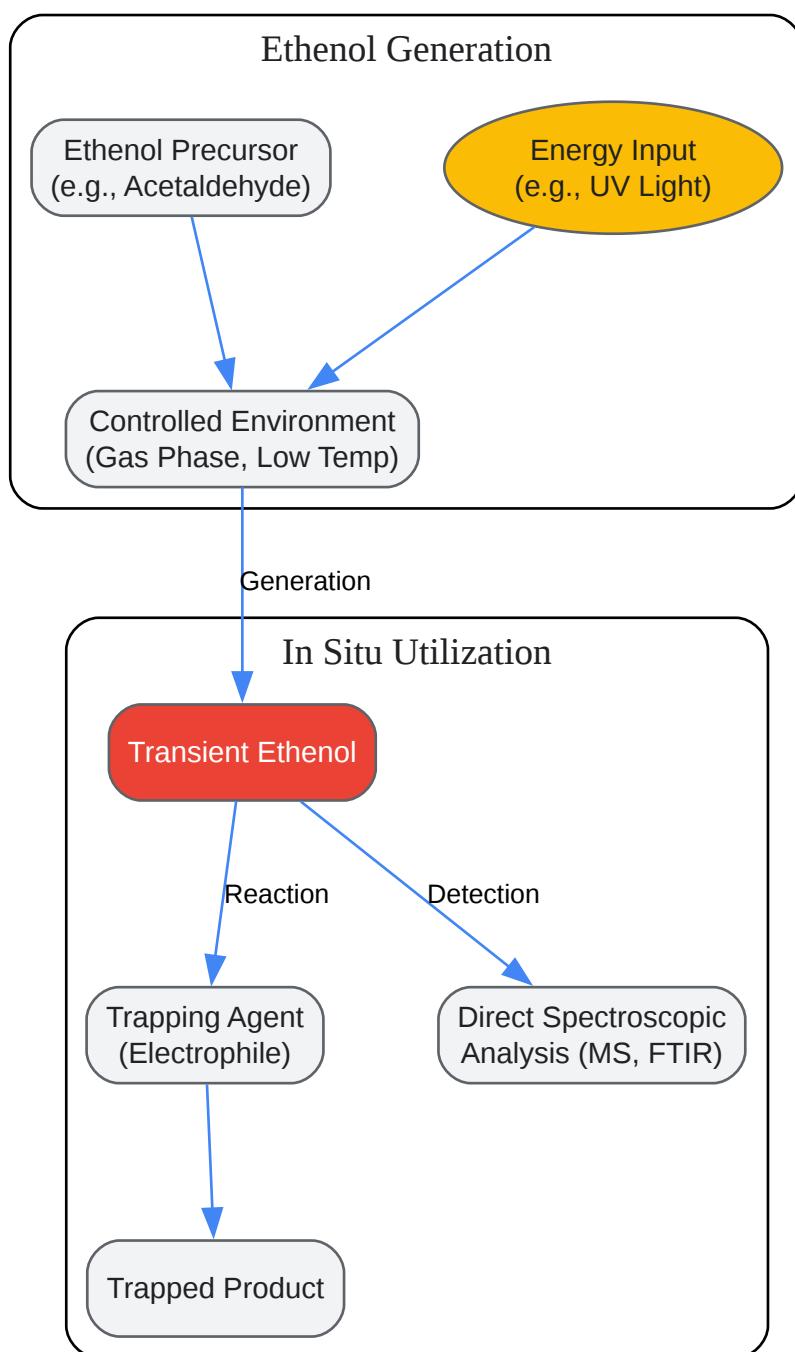 Ethenol Generation
Ethenol Precursor
(e.g., Acetaldehyde)
Energy Input
(e.g., UV Light)
Controlled Environment
(Gas Phase, Low Temp)
Generation
In Situ Utilization
Transient Ethenol
Reaction
Detection
Trapping Agent
(Electrophile)
Direct Spectroscopic
Analysis (MS, FTIR)
Trapped Product